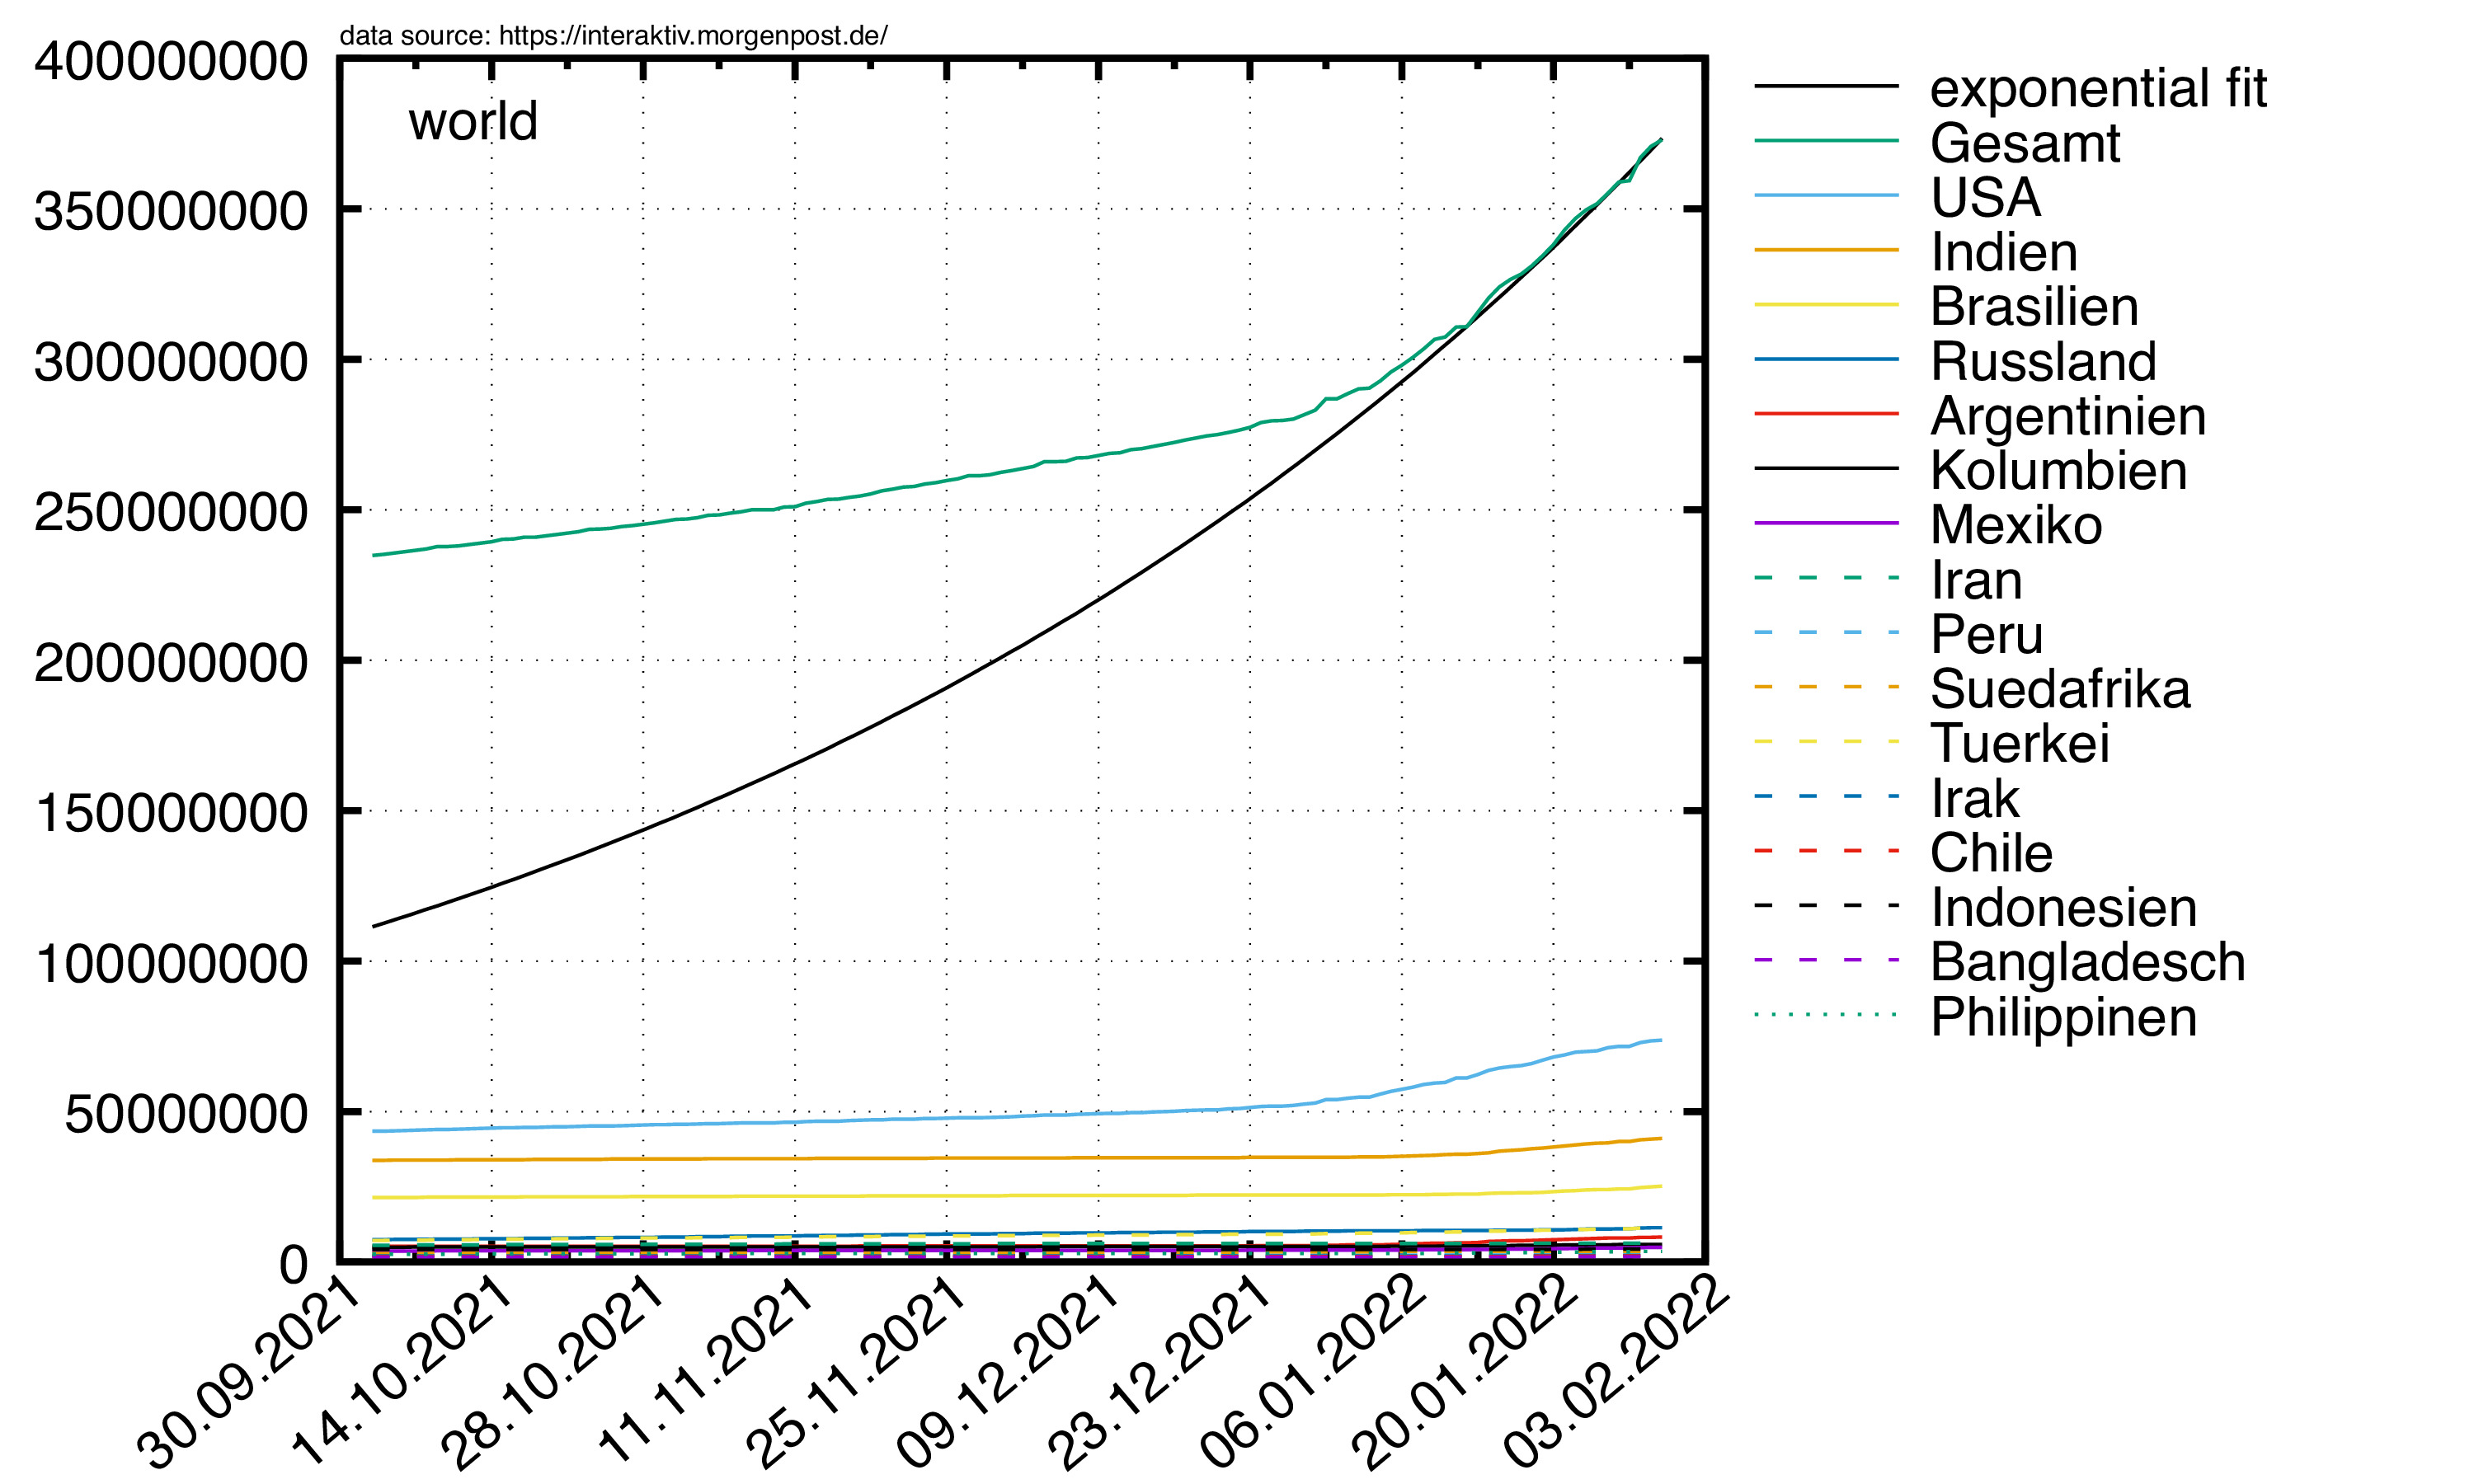 data source: https://interaktiv.morgenpost.de/
world
400000000
350000000
300000000
250000000
200000000
150000000
100000000
50000000
0
30.09.2021
14.10.2021
28.10.2021
11.11.2021
25.11.2021
09.12.2021
23.12.2021
06.01.2022
20.01.2022
03.02.2022
exponential fit
Gesamt
USA
Indien
Brasilien
Russland
Argentinien
Kolumbien
Mexiko
Iran
Peru
Suedafrika
Tuerkei
Irak
Chile
Indonesien
Bangladesch
Philippinen